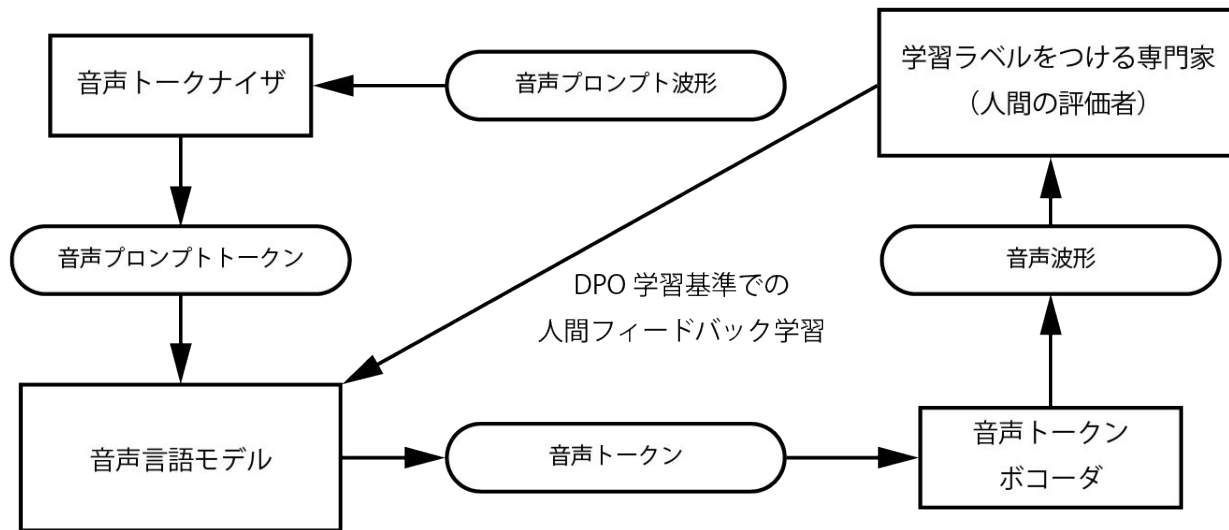 音声トークナイザ
音声プロンプト波形
学習ラベルをつける専門家
（人間の評価者）
音声プロンプトトークン
音声波形
DPO 学習基準での
人間フィードバック学習
音声言語モデル
音声トークン
音声トークン
ボコーダ